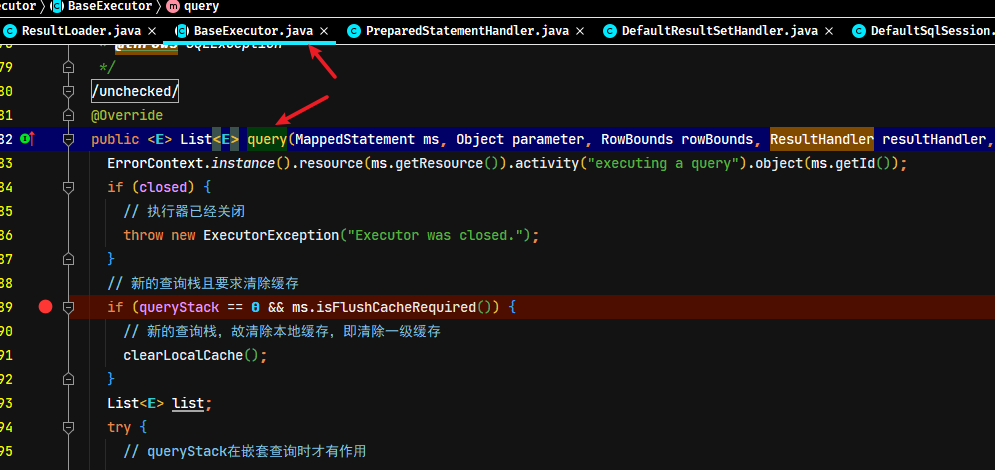 ecutor BaseExecutor query
ResultLoader.java BaseExecutor.java PreparedStatementHandler.java DefaultResultSetHandler.java DefaultSqlSession.
* @throws SQLException
79 */
80 /unchecked/
81 @Override
82 public <E> List<E> query(MappedStatement ms, Object parameter, RowBounds rowBounds, ResultHandler resultHandler,
83 ErrorContext.instance().resource(ms.getResource()).activity("executing a query").object(ms.getId());
84 if (closed) {
85 // 执行器已经关闭
86 throw new ExecutorException("Executor was closed.");
87 }
88 // 新的查询栈且要求清除缓存
89 if (queryStack == 0 && ms.isFlushCacheRequired()) {
90 // 新的查询栈，故清除本地缓存，即清除一级缓存
91 clearLocalCache();
92 }
93 List<E> list;
94 try {
95 // queryStack在嵌套查询时才有作用